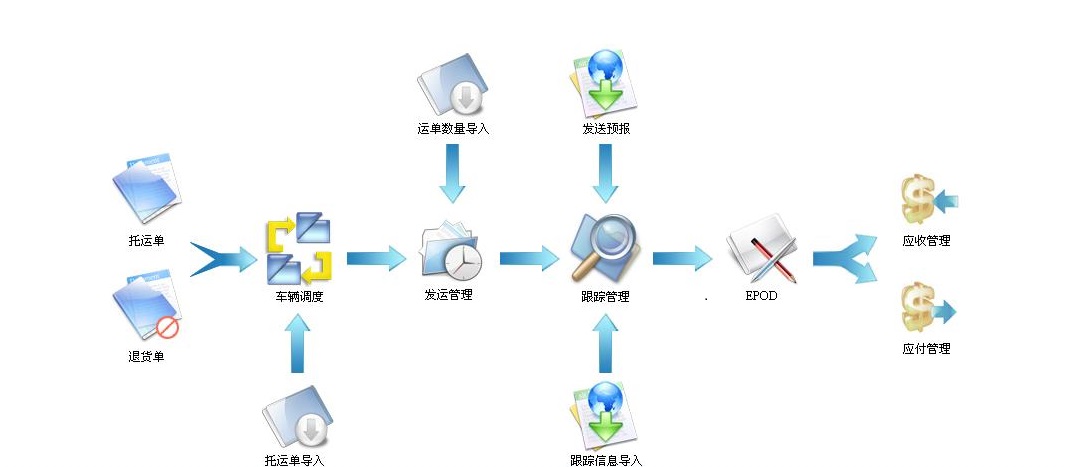 运单数量导入
发送预报
托运单
应收管理
车辆调度
发运管理
跟踪管理
.
EPOD
退货单
应付管理
托运单导入
跟踪信息导入